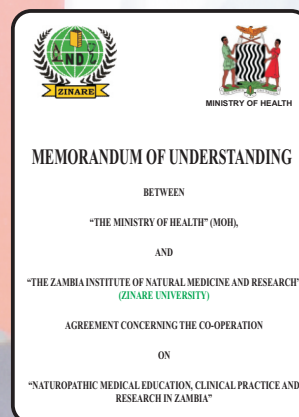 ND
ZINARE
MINISTRY OF HEALTH
MEMORANDUM OF UNDERSTANDING
BETWEEN
“THE MINISTRY OF HEALTH” (MOH),
AND
“THE ZAMBIA INSTITUTE OF NATURAL MEDICINE AND RESEARCH”
(ZINARE UNIVERSITY)
AGREEMENT CONCERNING THE CO-OPERATION
ON
“NATUROPATHIC MEDICAL EDUCATION, CLINICAL PRACTICE AND
RESEARCH IN ZAMBIA”